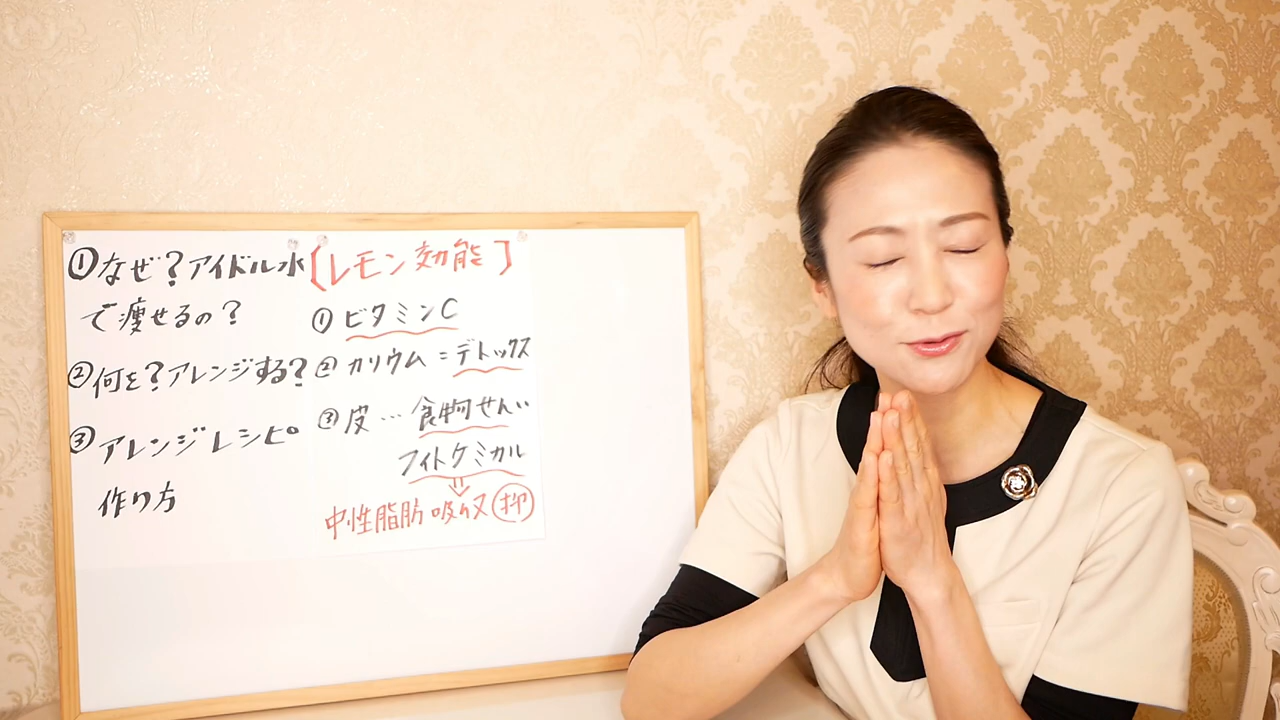 ①なぜ?アイドル水
で痩せるの?
②何を?アレンジする?
③アレンジレシピ
作り方
[レモン効能]
①ビタミンC
②カリウム=デトックス
③皮…食物せんい
フィトケミカル
⇓
中性脂肪吸収抑